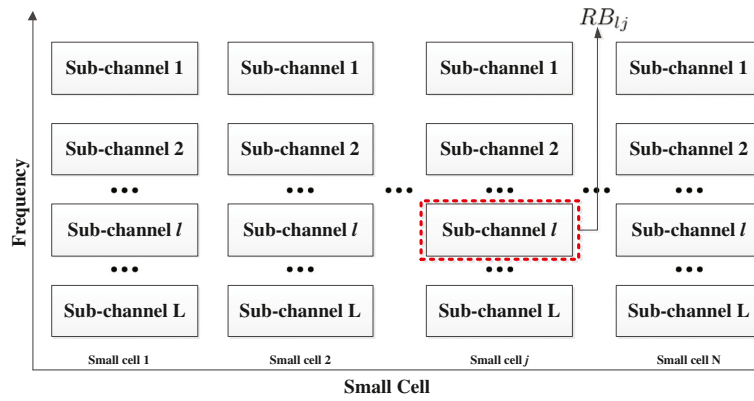 RB_{lj}
Sub-channel 1 Sub-channel 1 Sub-channel 1 Sub-channel 1
Sub-channel 2 Sub-channel 2 Sub-channel 2 Sub-channel 2
••• ••• ••• ••• ••• •••
Sub-channel l Sub-channel l Sub-channel l Sub-channel l
••• ••• ••• •••
Sub-channel L Sub-channel L Sub-channel L Sub-channel L
Small cell 1 Small cell 2 Small cell j Small cell N
Small Cell
Frequency